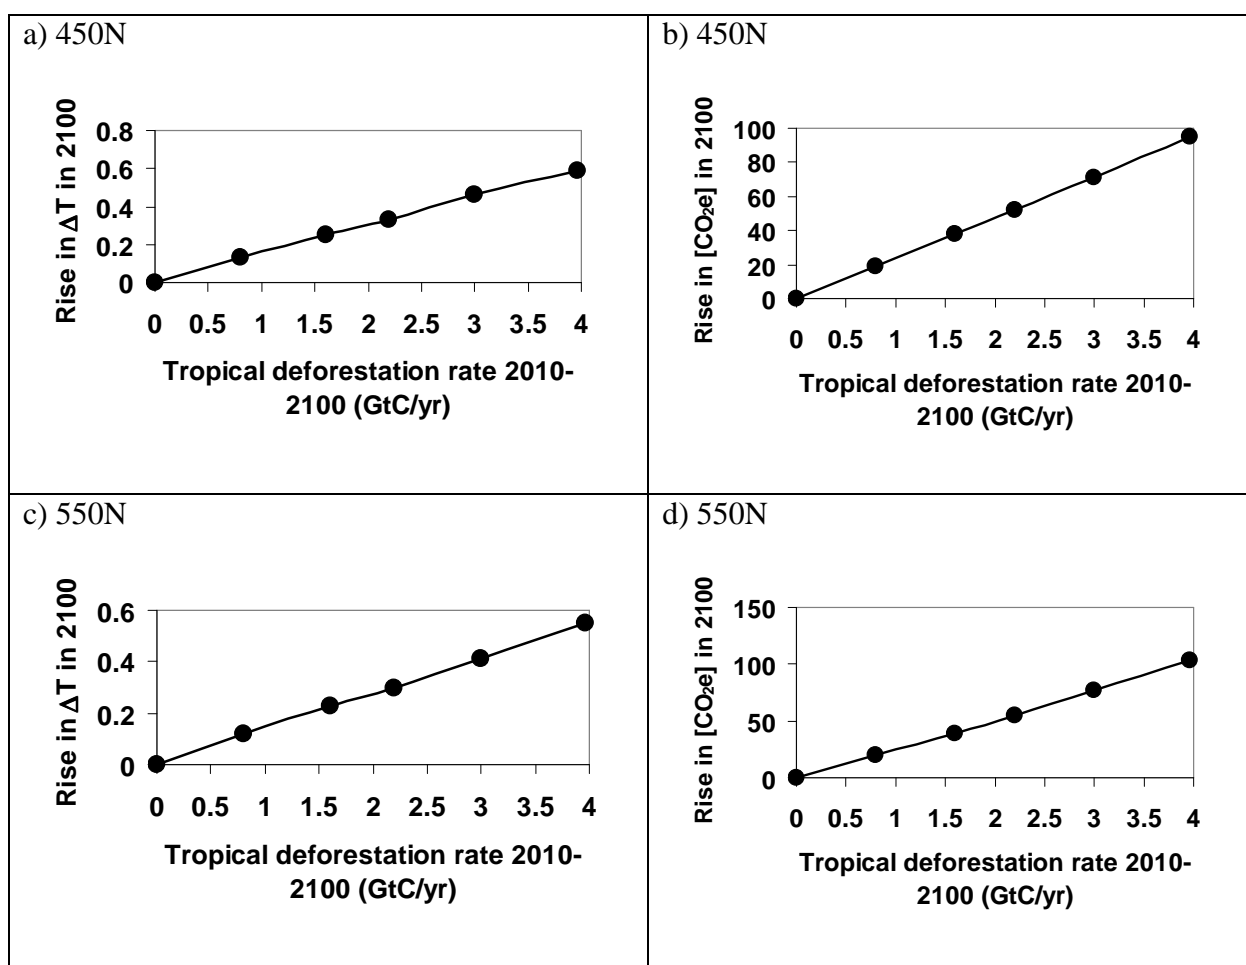 a) 450N
Rise in ΔT in 2100
0.8
0.6
0.4
0.2
0
0 0.5 1 1.5 2 2.5 3 3.5 4
Tropical deforestation rate 2010-
2100 (GtC/yr)
b) 450N
Rise in [CO₂e] in 2100
100
80
60
40
20
0
0 0.5 1 1.5 2 2.5 3 3.5 4
Tropical deforestation rate 2010-
2100 (GtC/yr)
c) 550N
Rise in ΔT in 2100
0.6
0.4
0.2
0
0 0.5 1 1.5 2 2.5 3 3.5 4
Tropical deforestation rate 2010-
2100 (GtC/yr)
d) 550N
Rise in [CO₂e] in 2100
150
100
50
0
0 0.5 1 1.5 2 2.5 3 3.5 4
Tropical deforestation rate 2010-
2100 (GtC/yr)